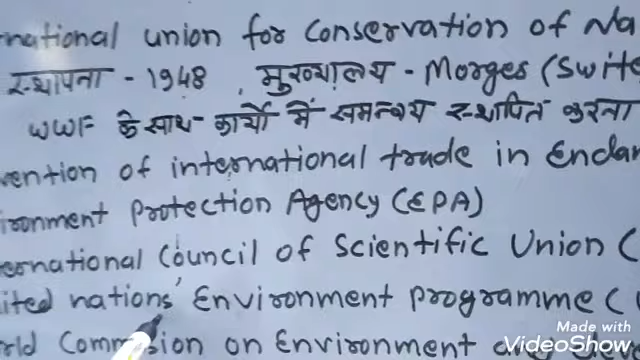 national union for Conservation of Na
स्थापना - 1948 , मुख्यालय - Morges (Swite
WWF के साथ कार्यो में समन्वय स्थापित करना
vention of international trade in Endan
ironment Protection Agency (EPA)
ernational Council of Scientific Union (
ited nations' Environment programme (
rld Commission on Environment and
Made with
VideoShow